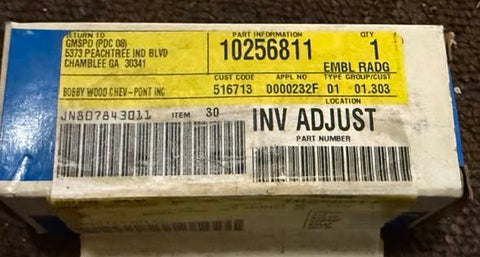 RETURN TO
GMSPO (PDC 08)
5373 PEACHTREE IND BLVD
CHAMBLEE GA 30341
PART INFORMATION
QTY
10256811
1
EMBL RADG
CUST CODE
APPL NO
TYPE
GROUP/CUST
BOBBY WOOD CHEV-PONT INC
516713
0000232F
01
01.303
LOCATION
JN807843011
ITEM
30
INV ADJUST
PART NUMBER